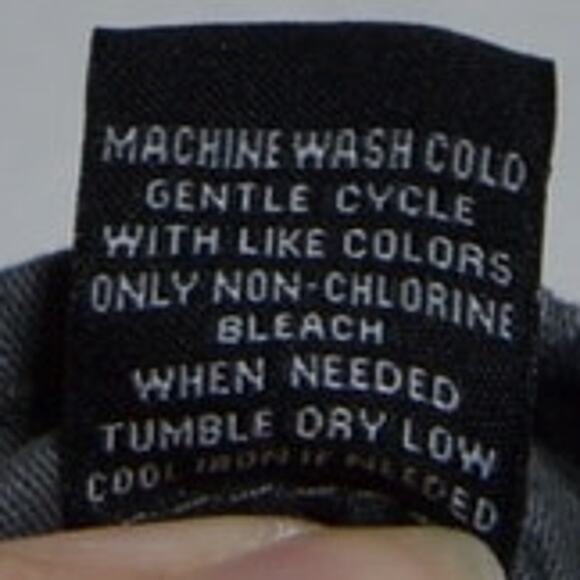 MACHINE WASH COLD
GENTLE CYCLE
WITH LIKE COLORS
ONLY NON-CHLORINE
BLEACH
WHEN NEEDED
TUMBLE DRY LOW
COOL IRON IF NEEDED